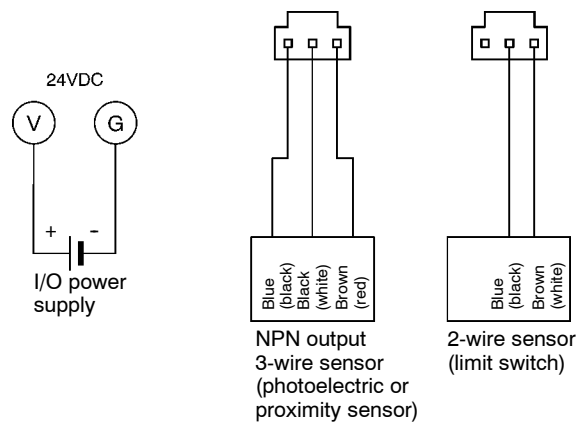 24VDC
V
G
+
-
I/O power
supply
Blue
(black)
Black
(white)
Brown
(red)
NPN output
3-wire sensor
(photoelectric or
proximity sensor)
Blue
(black)
Brown
(white)
2-wire sensor
(limit switch)